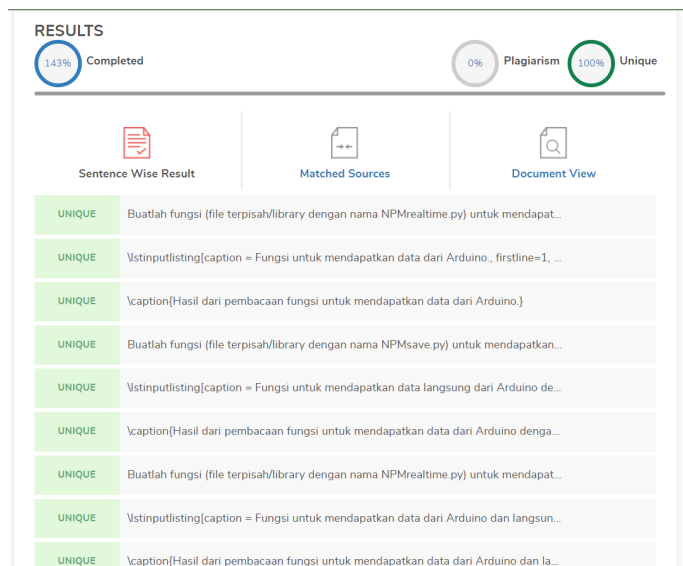 RESULTS
143% Completed
0% Plagiarism 100% Unique
Sentence Wise Result
Matched Sources
Document View
UNIQUE Buatlah fungsi (file terpisah/library dengan nama NPMrealtime.py) untuk mendapat...
UNIQUE \lstinputlisting[caption = Fungsi untuk mendapatkan data dari Arduino., firstline=1, ...
UNIQUE \caption{Hasil dari pembacaan fungsi untuk mendapatkan data dari Arduino.}
UNIQUE Buatlah fungsi (file terpisah/library dengan nama NPMsave.py) untuk mendapatkan...
UNIQUE \lstinputlisting[caption = Fungsi untuk mendapatkan data langsung dari Arduino de...
UNIQUE \caption{Hasil dari pembacaan fungsi untuk mendapatkan data dari Arduino denga...
UNIQUE Buatlah fungsi (file terpisah/library dengan nama NPMrealtime.py) untuk mendapat...
UNIQUE \lstinputlisting[caption = Fungsi untuk mendapatkan data dari Arduino dan langsun...
UNIQUE \caption{Hasil dari pembacaan fungsi untuk mendapatkan data dari Arduino dan la...